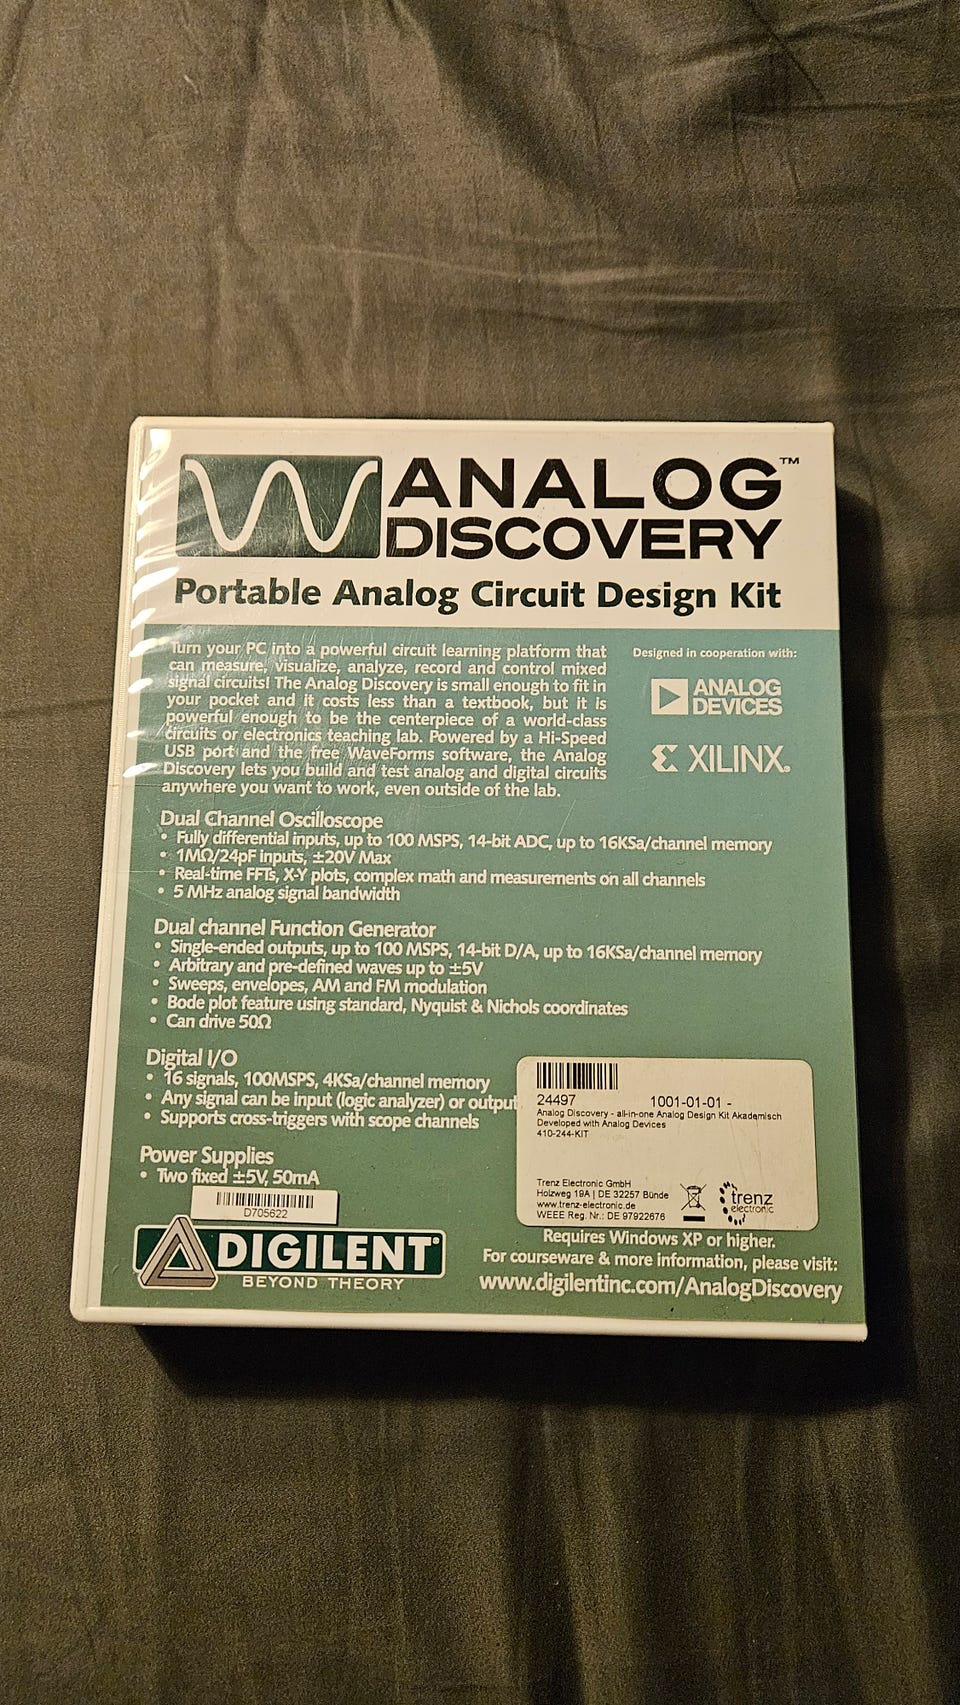 ANALOG™
DISCOVERY
Portable Analog Circuit Design Kit
Turn your PC into a powerful circuit learning platform that
can measure, visualize, analyze, record and control mixed
signal circuits! The Analog Discovery is small enough to fit in
your pocket and it costs less than a textbook, but it is
powerful enough to be the centerpiece of a world-class
circuits or electronics teaching lab. Powered by a Hi-Speed
USB port and the free WaveForms software, the Analog
Discovery lets you build and test analog and digital circuits
anywhere you want to work, even outside of the lab.
Designed in cooperation with:
ANALOG
DEVICES
XILINX®
Dual Channel Oscilloscope
• Fully differential inputs, up to 100 MSPS, 14-bit ADC, up to 16KSa/channel memory
• 1MΩ/24pF inputs, ±20V Max
• Real-time FFTs, X-Y plots, complex math and measurements on all channels
• 5 MHz analog signal bandwidth
Dual channel Function Generator
• Single-ended outputs, up to 100 MSPS, 14-bit D/A, up to 16KSa/channel memory
• Arbitrary and pre-defined waves up to ±5V
• Sweeps, envelopes, AM and FM modulation
• Bode plot feature using standard, Nyquist & Nichols coordinates
• Can drive 50Ω
Digital I/O
• 16 signals, 100MSPS, 4KSa/channel memory
• Any signal can be input (logic analyzer) or output
• Supports cross-triggers with scope channels
Power Supplies
• Two fixed ±5V, 50mA
D705622
DIGILENT®
BEYOND THEORY
24497 1001-01-01 -
Analog Discovery - all-in-one Analog Design Kit Akademisch
Developed with Analog Devices
410-244-KIT
Trenz Electronic GmbH
Holzweg 19A | DE 32257 Bünde
www.trenz-electronic.de
WEEE Reg. Nr.: DE 97922676
trenz
electronic
Requires Windows XP or higher.
For courseware & more information, please visit:
www.digilentinc.com/AnalogDiscovery